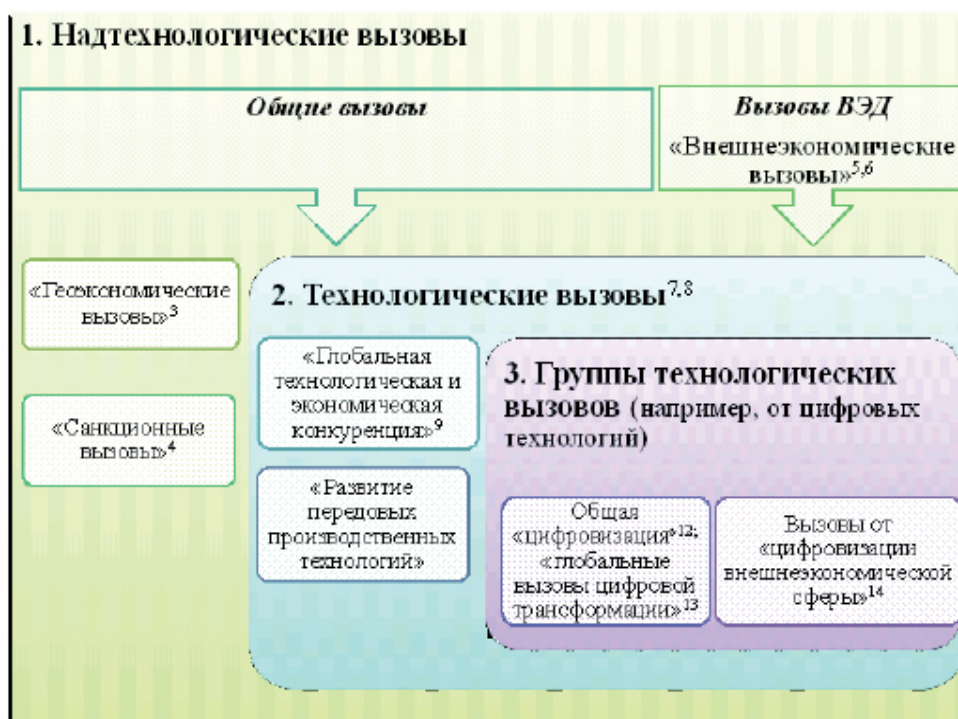 1. Надтехнологические вызовы
Общие вызовы
Вызовы ВЭД
«Внешнеэкономические
вызовы»5,6
«Геоэкономические
вызовы»3
«Санкционные
вызовы»4
2. Технологические вызовы7,8
«Глобальная
технологическая и
экономическая
конкуренция»9
«Развитие
передовых
производственных
технологий»
3. Группы технологических
вызовов (например, от цифровых
технологий)
Общая
«цифровизация»12;
«глобальные
вызовы цифровой
трансформации»13
Вызовы от
«цифровизации
внешнеэкономической
сферы»14